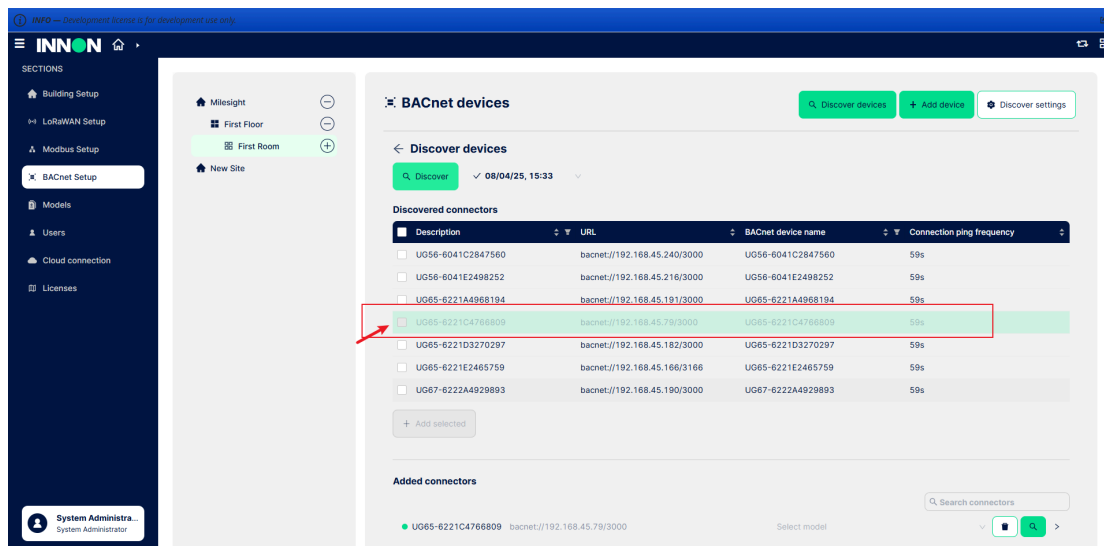 INFO — Development license is for development use only.
INNON
SECTIONS
Building Setup
LoRaWAN Setup
Modbus Setup
BACnet Setup
Models
Users
Cloud connection
Licenses
System Administra...
System Administrator
Milesight
First Floor
First Room
New Site
BACnet devices
Discover devices
+ Add device
Discover settings
Discover devices
Discover
08/04/25, 15:33
Discovered connectors
Description URL BACnet device name Connection ping frequency
UG56-6041C2847560 bacnet://192.168.45.240/3000 UG56-6041C2847560 59s
UG56-6041E2498252 bacnet://192.168.45.216/3000 UG56-6041E2498252 59s
UG65-6221A4968194 bacnet://192.168.45.191/3000 UG65-6221A4968194 59s
UG65-6221C4766809 bacnet://192.168.45.79/3000 UG65-6221C4766809 59s
UG65-6221D3270297 bacnet://192.168.45.182/3000 UG65-6221D3270297 59s
UG65-6221E2465759 bacnet://192.168.45.166/3166 UG65-6221E2465759 59s
UG67-6222A4929893 bacnet://192.168.45.190/3000 UG67-6222A4929893 59s
+ Add selected
Added connectors
Search connectors
UG65-6221C4766809 bacnet://192.168.45.79/3000 Select model